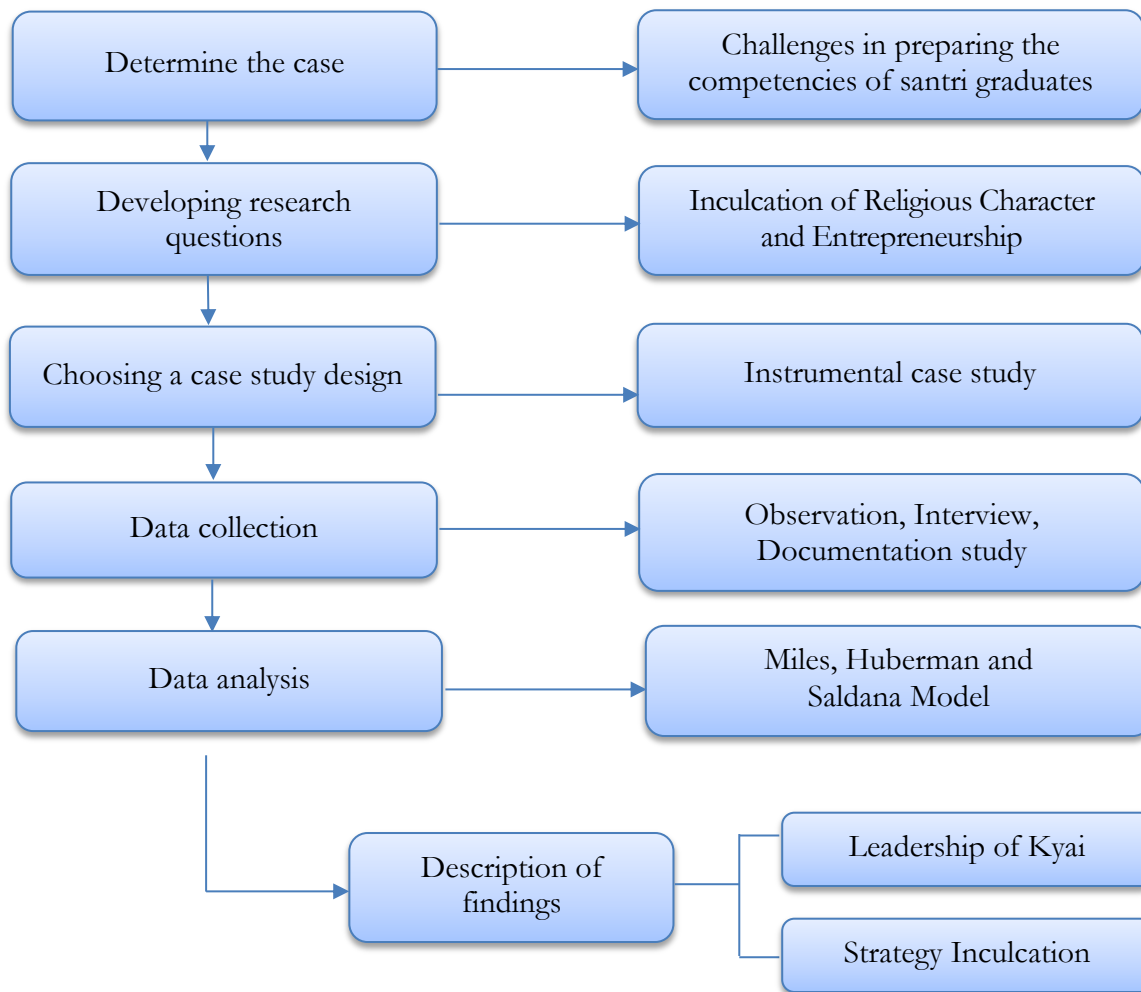 Determine the case
Challenges in preparing the
competencies of santri graduates
Developing research
questions
Inculcation of Religious Character
and Entrepreneurship
Choosing a case study design
Instrumental case study
Data collection
Observation, Interview,
Documentation study
Data analysis
Miles, Huberman and
Saldana Model
Description of
findings
Leadership of Kyai
Strategy Inculcation